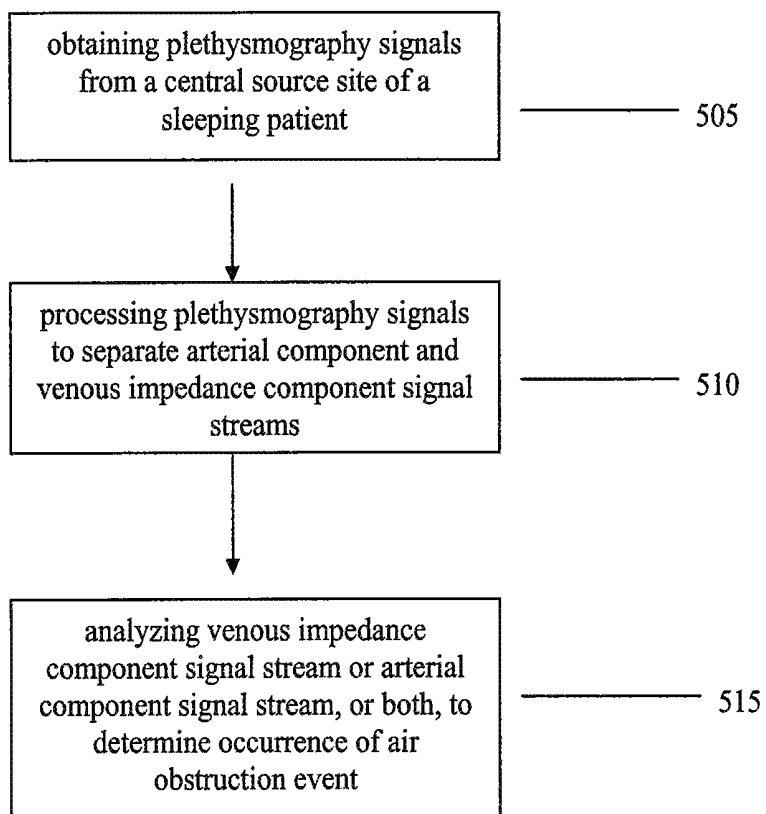 obtaining plethysmography signals
from a central source site of a
sleeping patient
505
processing plethysmography signals
to separate arterial component and
venous impedance component signal
streams
510
analyzing venous impedance
component signal stream or arterial
component signal stream, or both, to
determine occurrence of air
obstruction event
515